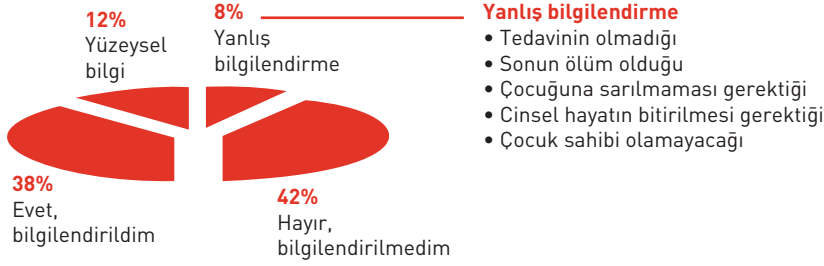 12%
Yüzeysel
bilgi
8%
Yanlış
bilgilendirme
Yanlış bilgilendirme
• Tedavinin olmadığı
• Sonun ölüm olduğu
• Çocuğuna sarılmaması gerektiği
• Cinsel hayatın bitirilmesi gerektiği
• Çocuk sahibi olamayacağı
38%
Evet,
bilgilendirildim
42%
Hayır,
bilgilendirilmedim